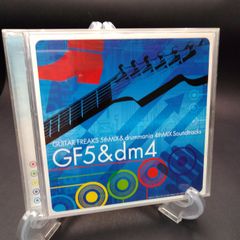 GUITAR FREAKS 5thMIX & drummania 4thMIX Soundtracks
GF5&dm4